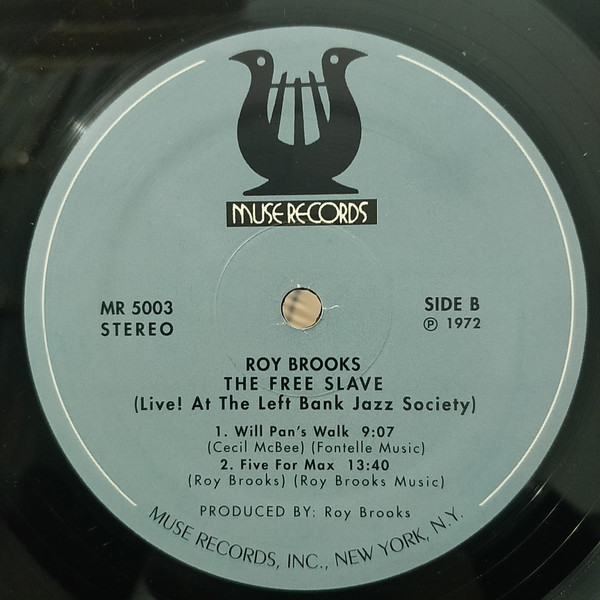 MUSE RECORDS
MR 5003
STEREO
SIDE B
℗ 1972
ROY BROOKS
THE FREE SLAVE
(Live! At The Left Bank Jazz Society)
1. Will Pan's Walk 9:07
(Cecil McBee) (Fontelle Music)
2. Five For Max 13:40
(Roy Brooks) (Roy Brooks Music)
PRODUCED BY: Roy Brooks
MUSE RECORDS, INC., NEW YORK, N.Y.